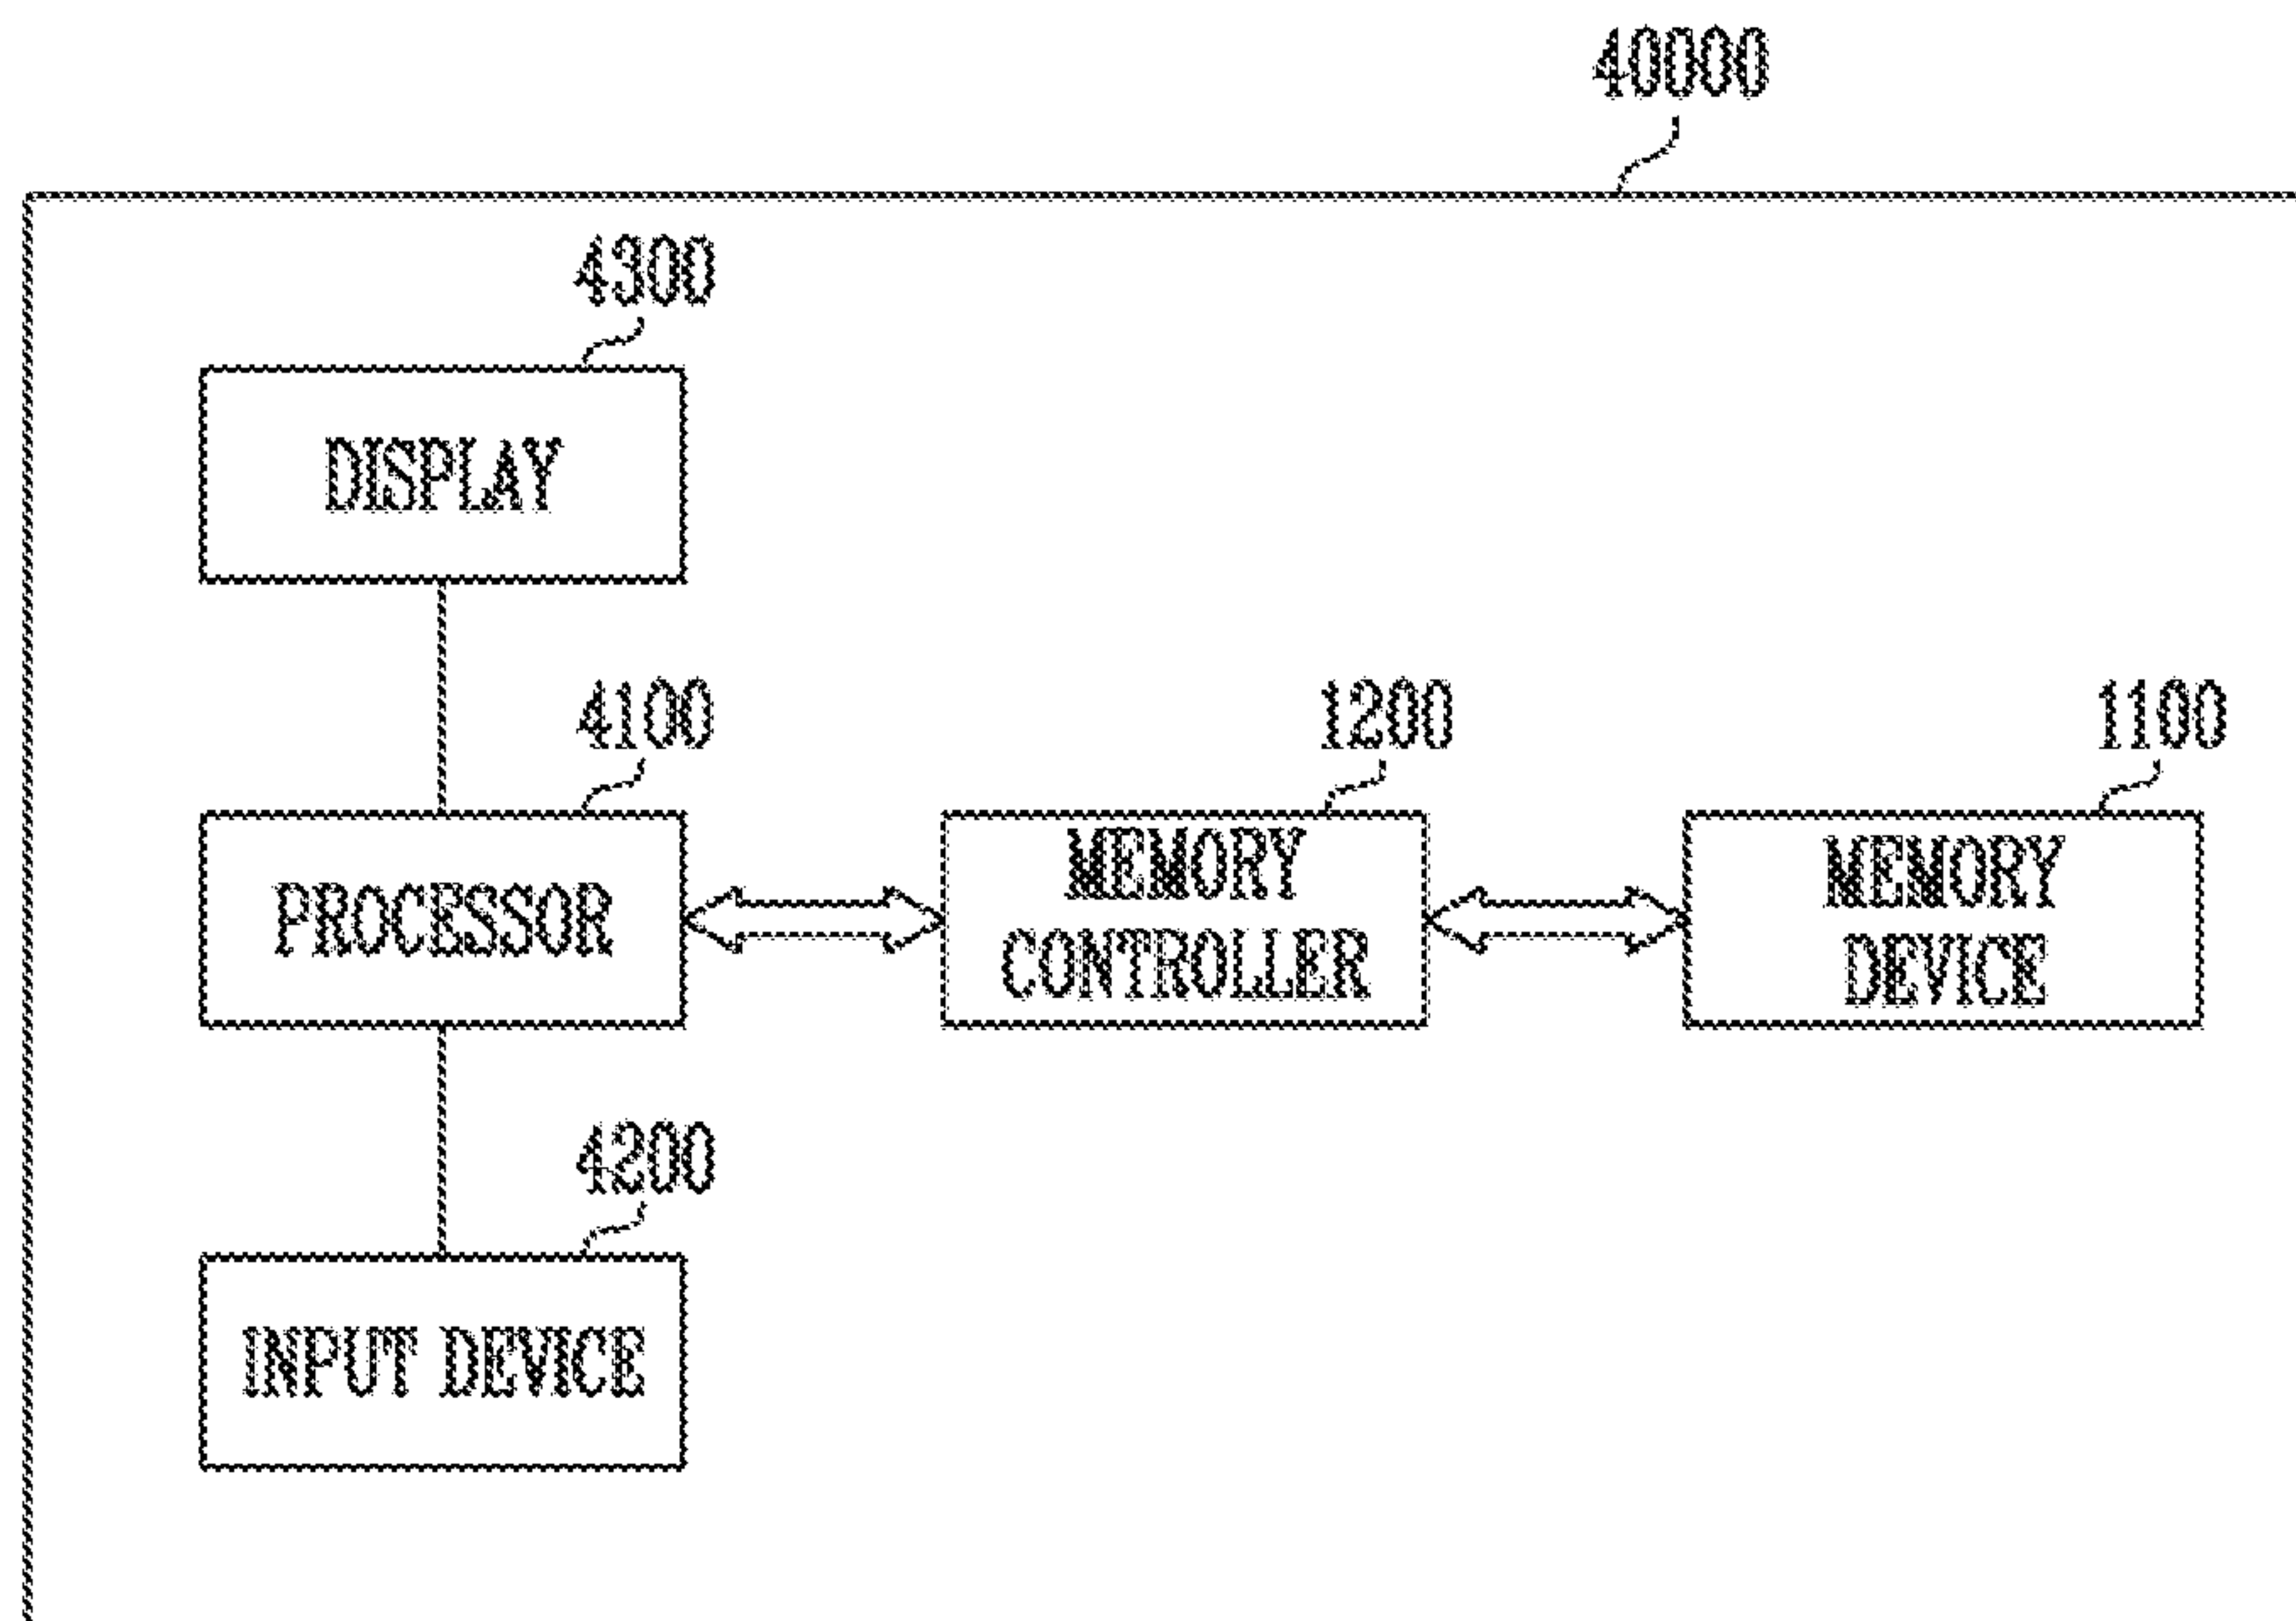 40000
4300
DISPLAY
4100
1200
1100
PROCESSOR
MEMORY
CONTROLLER
MEMORY
DEVICE
4200
INPUT DEVICE